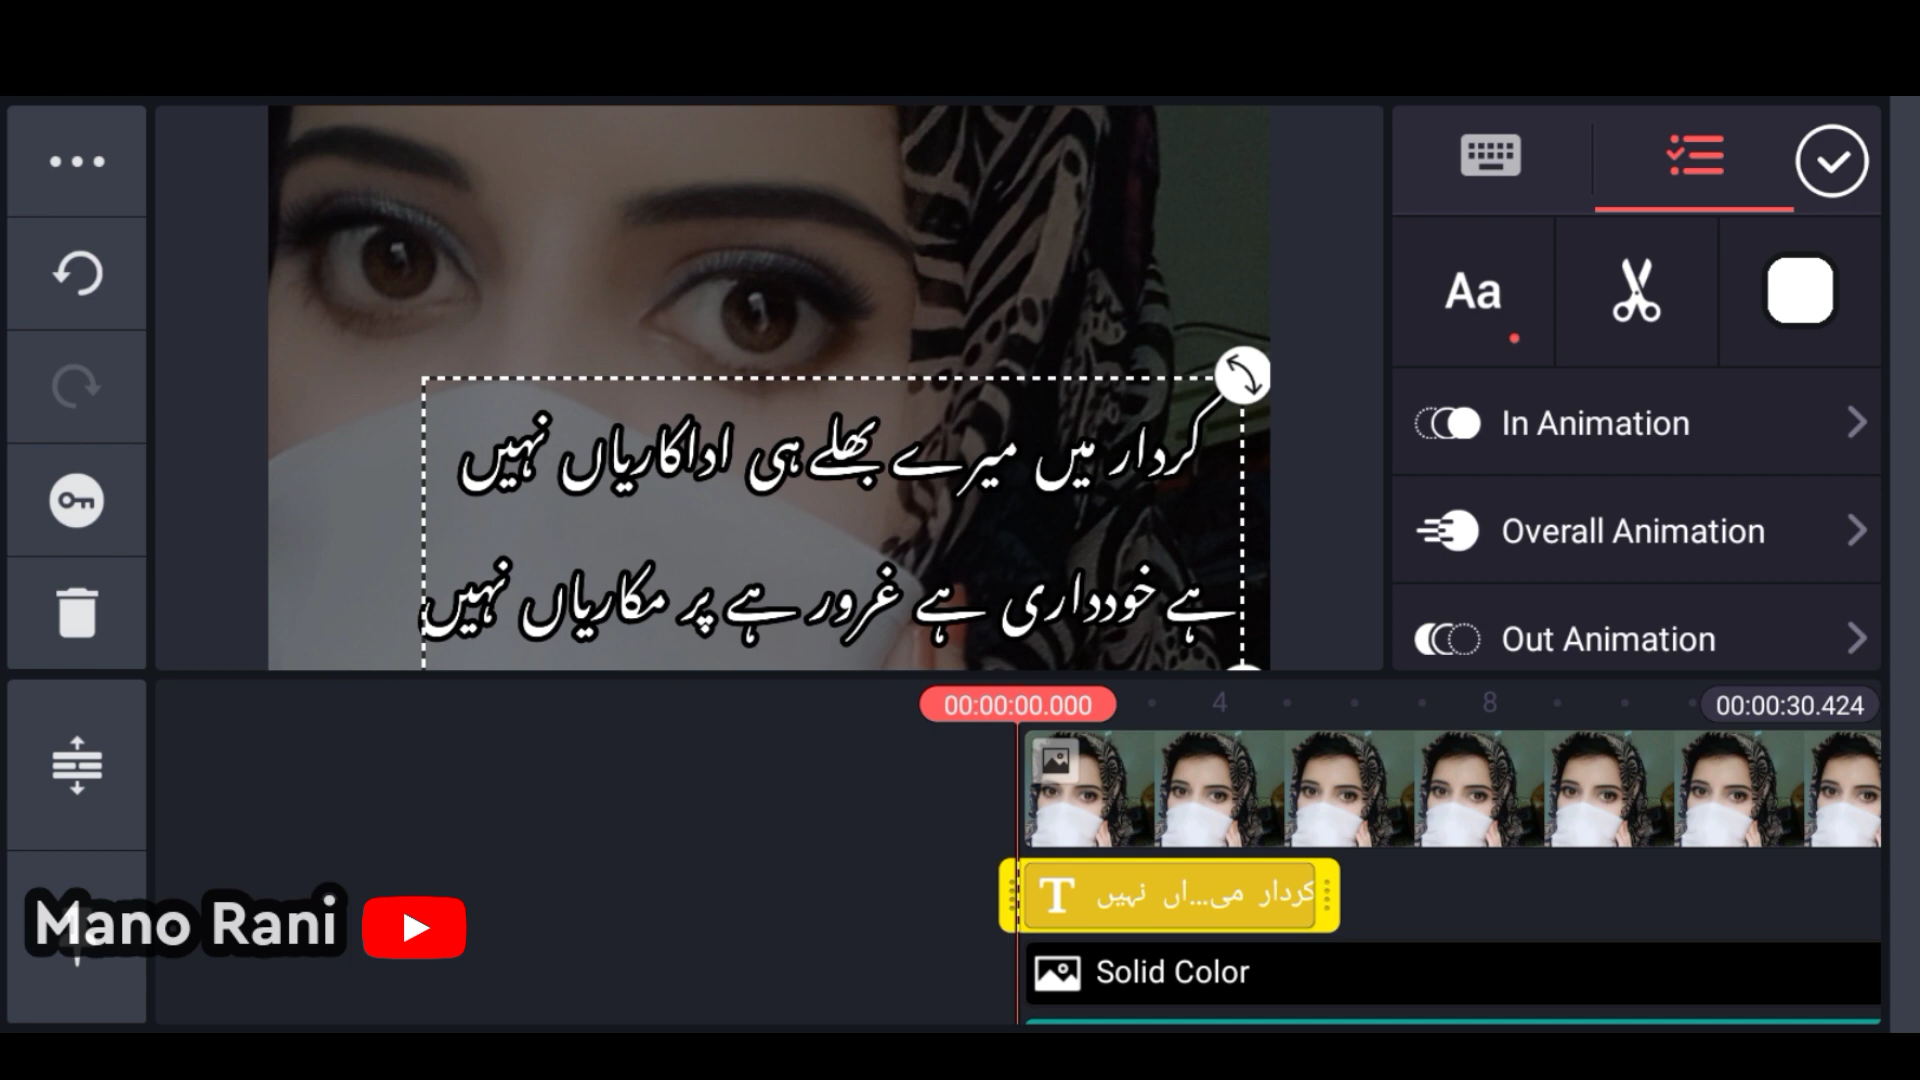 Aa
In Animation
Overall Animation
Out Animation
کردار میں میرے بھلے ہی اداکاریاں نہیں
ہے خودداری ہے غرور ہے پر مکاریاں نہیں
00:00:00.000
4
8
00:00:30.424
T کردار می...اں نہیں
Solid Color
Mano Rani